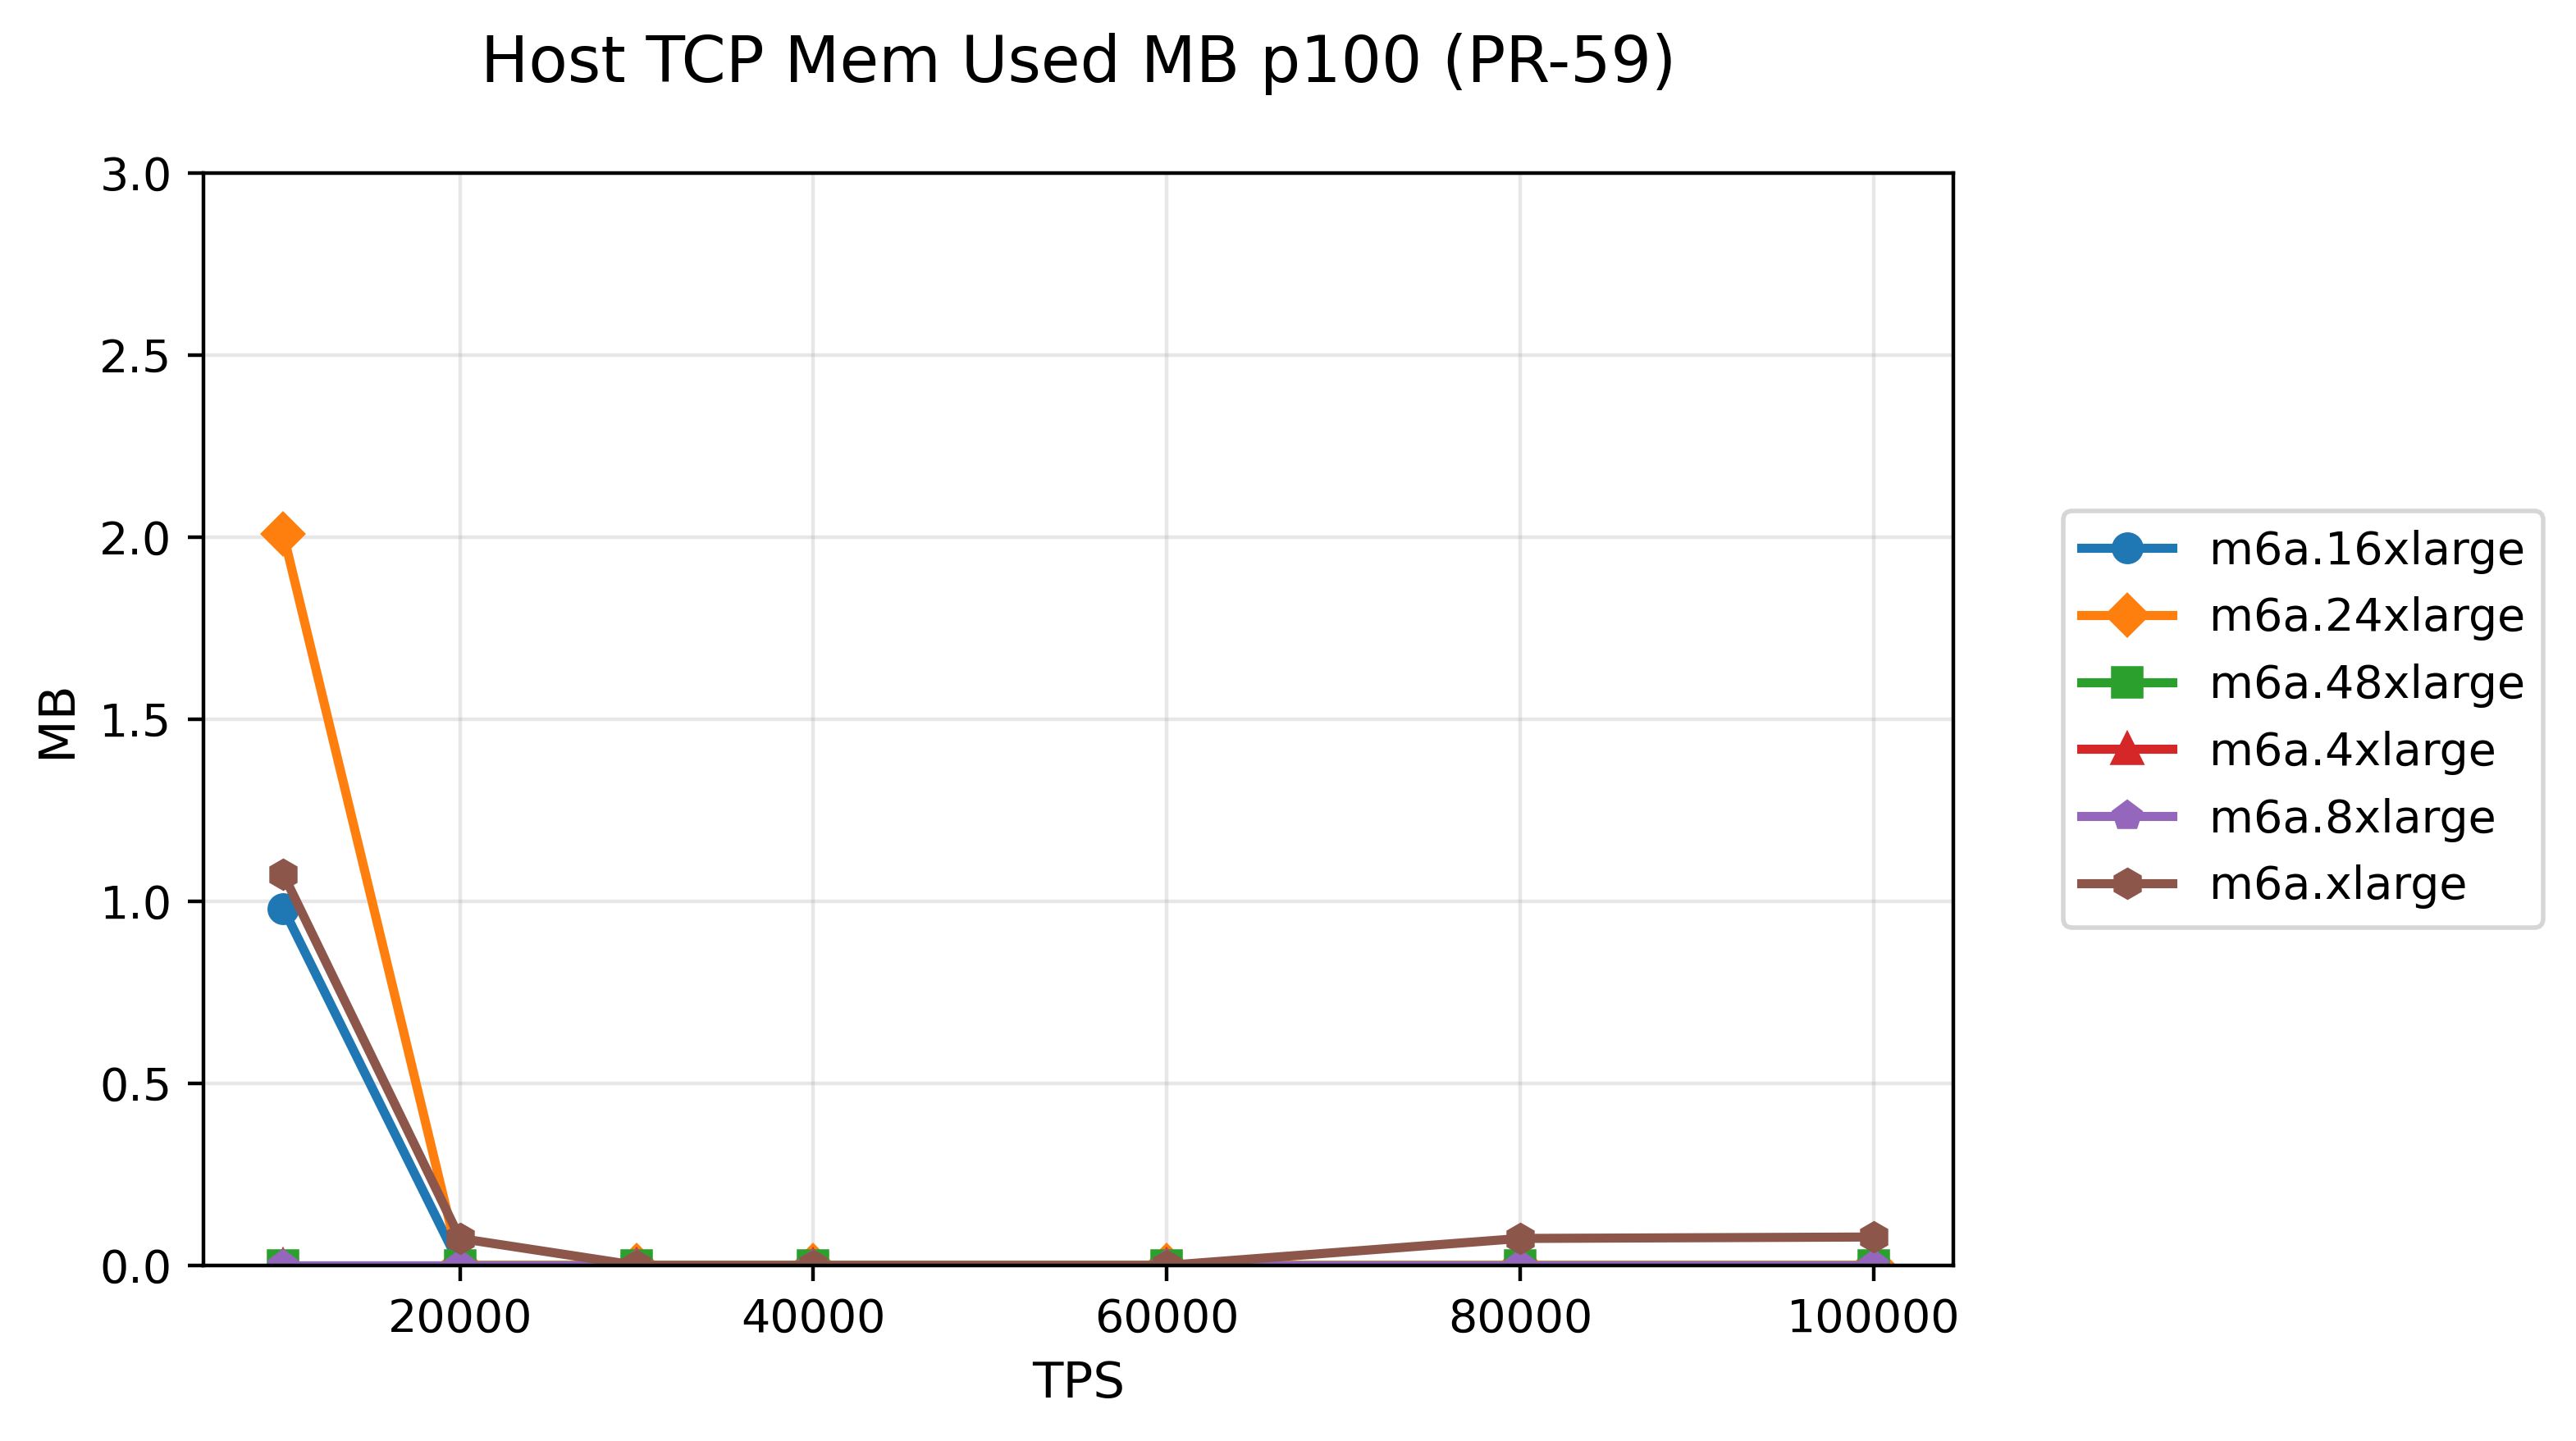 Host TCP Mem Used MB p100 (PR-59)
3.0
2.5
2.0
1.5
1.0
0.5
0.0
MB
20000
40000
60000
80000
100000
TPS
m6a.16xlarge
m6a.24xlarge
m6a.48xlarge
m6a.4xlarge
m6a.8xlarge
m6a.xlarge